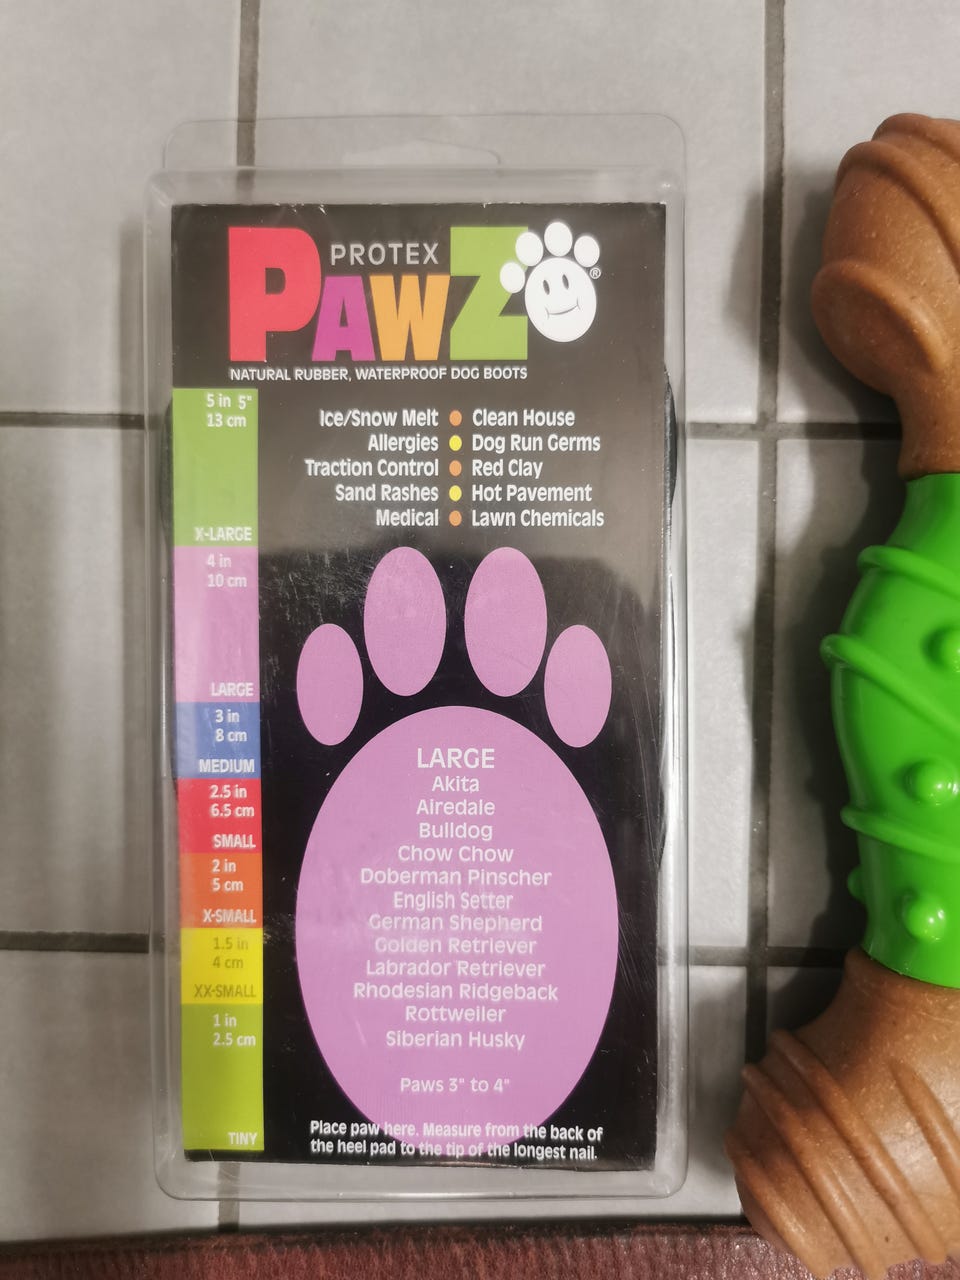 PROTEX
PAWZ®
NATURAL RUBBER, WATERPROOF DOG BOOTS
5 in 5"
13 cm
X-LARGE
4 in
10 cm
LARGE
3 in
8 cm
MEDIUM
2.5 in
6.5 cm
SMALL
2 in
5 cm
X-SMALL
1.5 in
4 cm
XX-SMALL
1 in
2.5 cm
TINY
Ice/Snow Melt Clean House
Allergies Dog Run Germs
Traction Control Red Clay
Sand Rashes Hot Pavement
Medical Lawn Chemicals
LARGE
Akita
Airedale
Bulldog
Chow Chow
Doberman Pinscher
English Setter
German Shepherd
Golden Retriever
Labrador Retriever
Rhodesian Ridgeback
Rottweiler
Siberian Husky
Paws 3" to 4"
Place paw here. Measure from the back of
the heel pad to the tip of the longest nail.